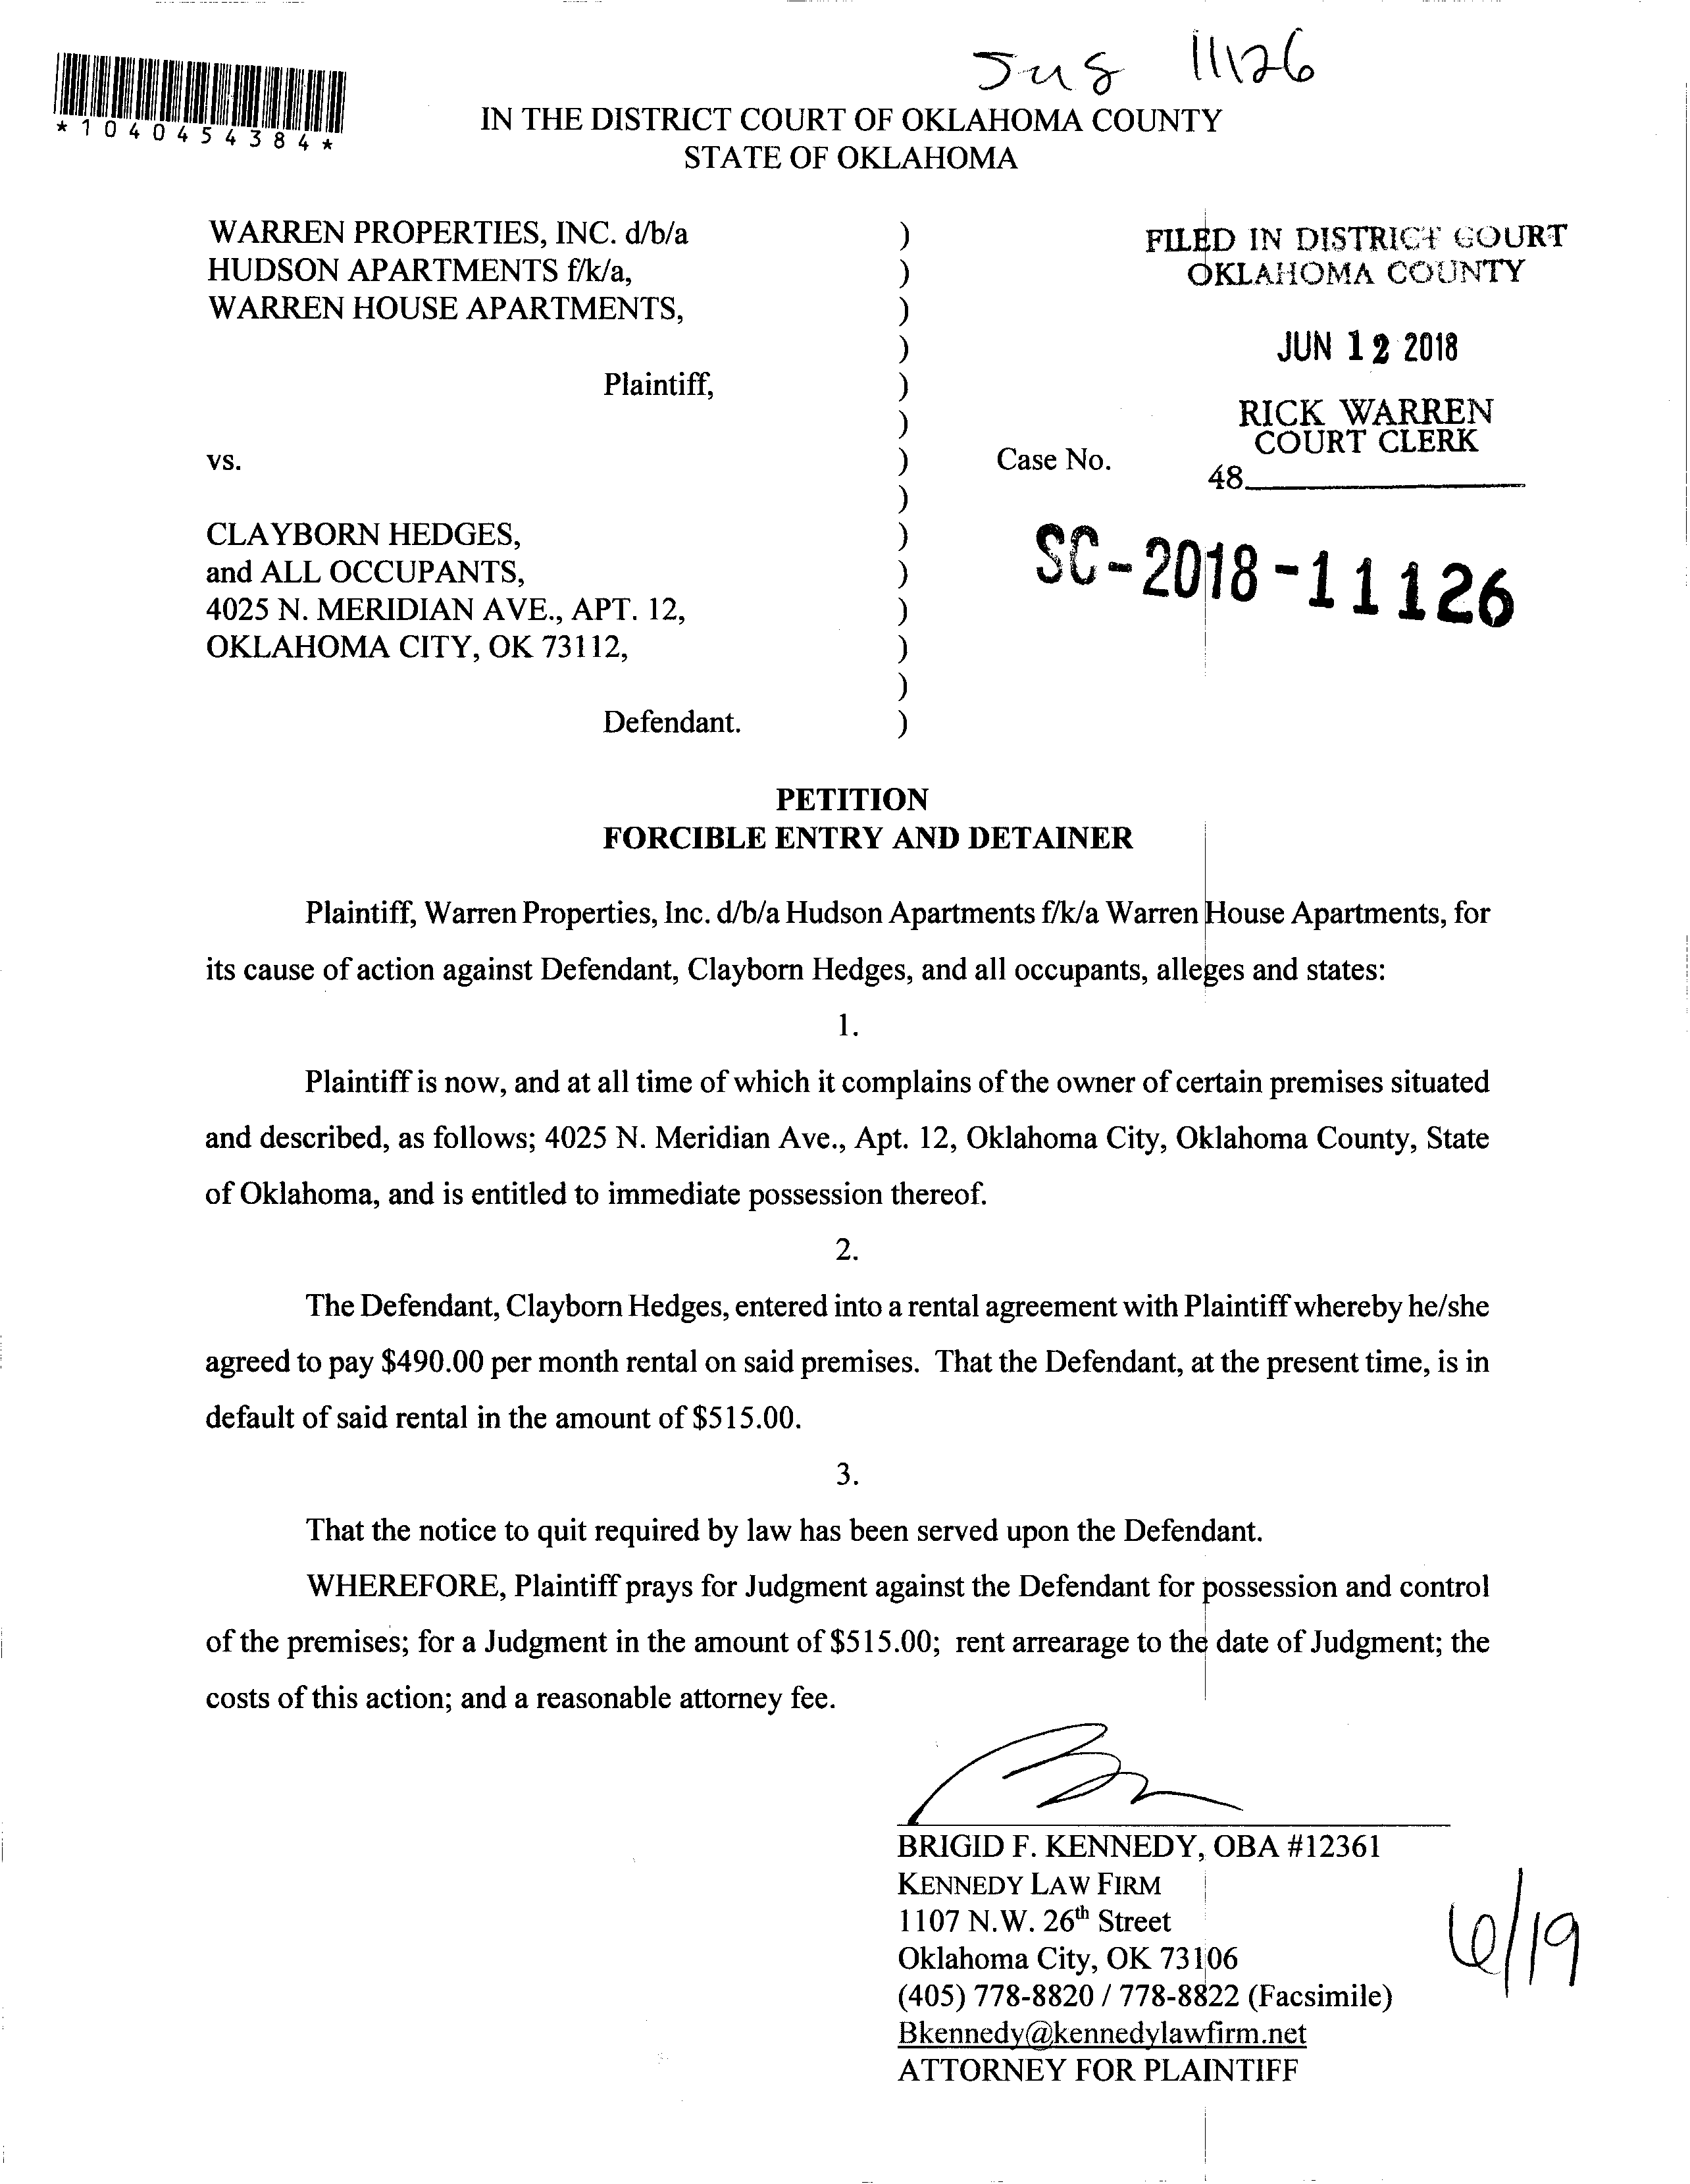 11126
*1040454384*
IN THE DISTRICT COURT OF OKLAHOMA COUNTY
STATE OF OKLAHOMA
WARREN PROPERTIES, INC. d/b/a
HUDSON APARTMENTS f/k/a,
WARREN HOUSE APARTMENTS,
Plaintiff,
vs.
CLAYBORN HEDGES,
and ALL OCCUPANTS,
4025 N. MERIDIAN AVE., APT. 12,
OKLAHOMA CITY, OK 73112,
Defendant.
)
)
)
)
)
)
)
)
)
)
)
)
)
)
FILED IN DISTRICT COURT
OKLAHOMA COUNTY
JUN 12 2018
RICK WARREN
COURT CLERK
Case No.
48
SC-2018-11126
PETITION
FORCIBLE ENTRY AND DETAINER
Plaintiff, Warren Properties, Inc. d/b/a Hudson Apartments f/k/a Warren House Apartments, for
its cause of action against Defendant, Clayborn Hedges, and all occupants, alleges and states:
1.
Plaintiff is now, and at all time of which it complains of the owner of certain premises situated
and described, as follows; 4025 N. Meridian Ave., Apt. 12, Oklahoma City, Oklahoma County, State
of Oklahoma, and is entitled to immediate possession thereof.
2.
The Defendant, Clayborn Hedges, entered into a rental agreement with Plaintiff whereby he/she
agreed to pay $490.00 per month rental on said premises. That the Defendant, at the present time, is in
default of said rental in the amount of $515.00.
3.
That the notice to quit required by law has been served upon the Defendant.
WHEREFORE, Plaintiff prays for Judgment against the Defendant for possession and control
of the premises; for a Judgment in the amount of $515.00; rent arrearage to the date of Judgment; the
costs of this action; and a reasonable attorney fee.
BRIGID F. KENNEDY, OBA #12361
KENNEDY LAW FIRM
1107 N.W. 26th Street
Oklahoma City, OK 73106
(405) 778-8820 / 778-8822 (Facsimile)
Bkennedy@kennedylawfirm.net
ATTORNEY FOR PLAINTIFF
6/19